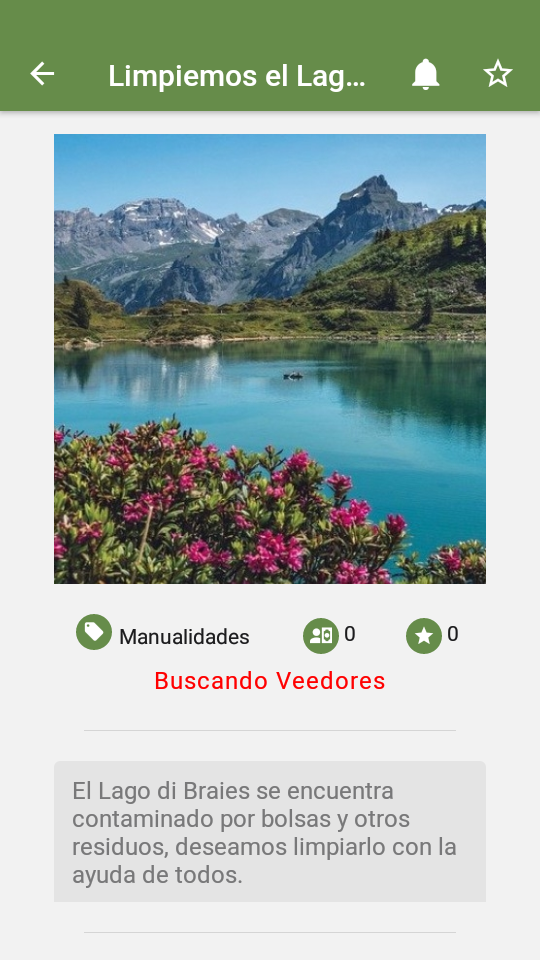 Limpiemos el Lag...
Manualidades
0
0
Buscando Veedores
El Lago di Braies se encuentra
contaminado por bolsas y otros
residuos, deseamos limpiarlo con la
ayuda de todos.